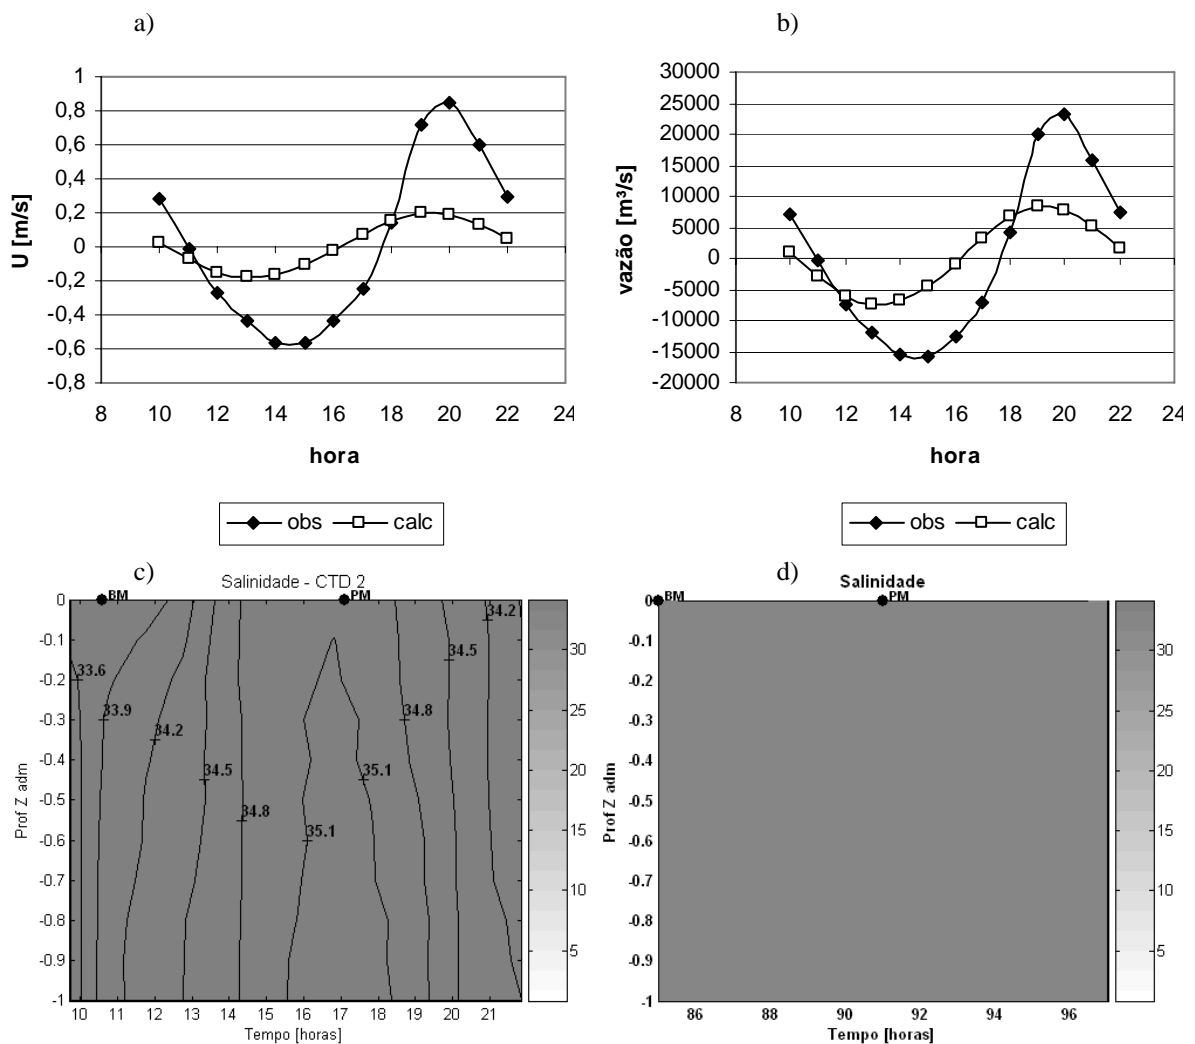 a)
b)
1
0,8
0,6
0,4
0,2
0
-0,2
-0,4
-0,6
-0,8
U [m/s]
8 10 12 14 16 18 20 22 24
hora
30000
25000
20000
15000
10000
5000
0
-5000
-10000
-15000
-20000
vazão [m³/s]
8 10 12 14 16 18 20 22 24
hora
obs calc
obs calc
c)
Salinidade - CTD 2
BM PM
0
-0.1
-0.2
-0.3
-0.4
-0.5
-0.6
-0.7
-0.8
-0.9
-1
Prof Z adm
34.2
34.5
33.6
33.9
34.8
34.2
34.5
35.1
34.8
35.1
10 11 12 13 14 15 16 17 18 19 20 21
Tempo [horas]
30
25
20
15
10
5
d)
Salinidade
BM PM
0
-0.1
-0.2
-0.3
-0.4
-0.5
-0.6
-0.7
-0.8
-0.9
-1
Prof Z adm
86 88 90 92 94 96
Tempo [horas]
30
25
20
15
10
5